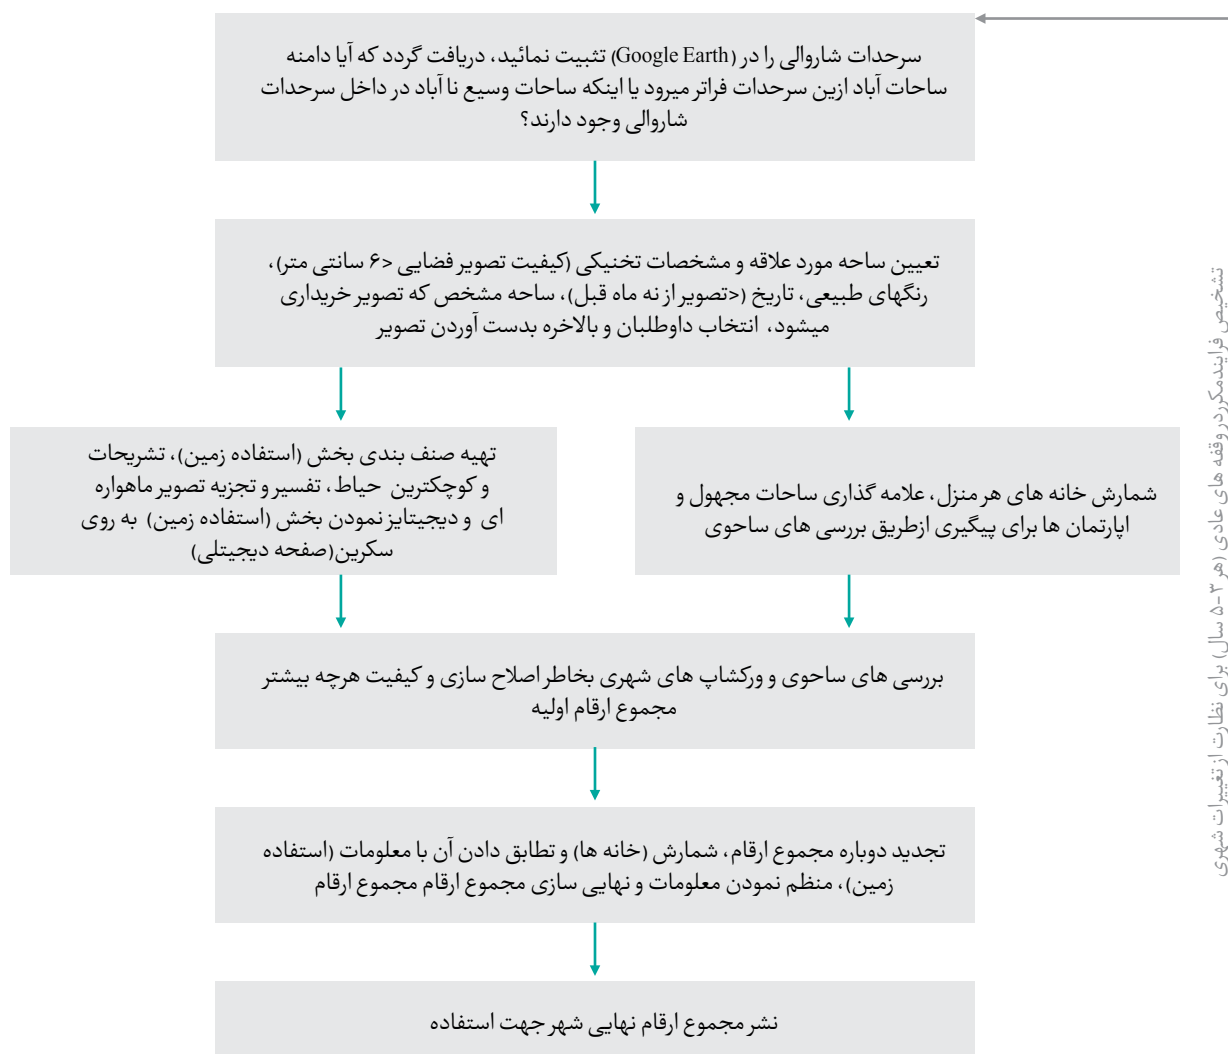 سرحدات شاروالی را در (Google Earth) تثبیت نمائید، دریافت گردد که آیا دامنه
ساحات آباد ازین سرحدات فراتر میرود یا اینکه ساحات وسیع نا آباد در داخل سرحدات
شاروالی وجود دارند؟
تعیین ساحه مورد علاقه و مشخصات تخنیکی (کیفیت تصویر فضایی <۶ سانتی متر)،
رنگهای طبیعی، تاریخ (<تصویر از نه ماه قبل)، ساحه مشخص که تصویر خریداری
میشود، انتخاب داوطلبان و بالاخره بدست آوردن تصویر
شمارش خانه های هر منزل، علامه گذاری ساحات مجهول و
اپارتمان ها برای پیگیری ازطریق بررسی های ساحوی
تهیه صنف بندی بخش (استفاده زمین)، تشریحات
و کوچکترین حیاط، تفسیر و تجزیه تصویر ماهواره
ای و دیجیتایز نمودن بخش (استفاده زمین) به روی
سکرین(صفحه دیجیتلی)
بررسی های ساحوی و ورکشاپ های شهری بخاطر اصلاح سازی و کیفیت هرچه بیشتر
مجموع ارقام اولیه
تجدید دوباره مجموع ارقام، شمارش (خانه ها) و تطابق دادن آن با معلومات (استفاده
زمین)، منظم نمودن معلومات و نهایی سازی مجموع ارقام مجموع ارقام
نشر مجموع ارقام نهایی شهر جهت استفاده
تشخیص فرایندمکرردروقفه های عادی (هر ۳ -۵ سال) برای نظارت از تغییرات شهری